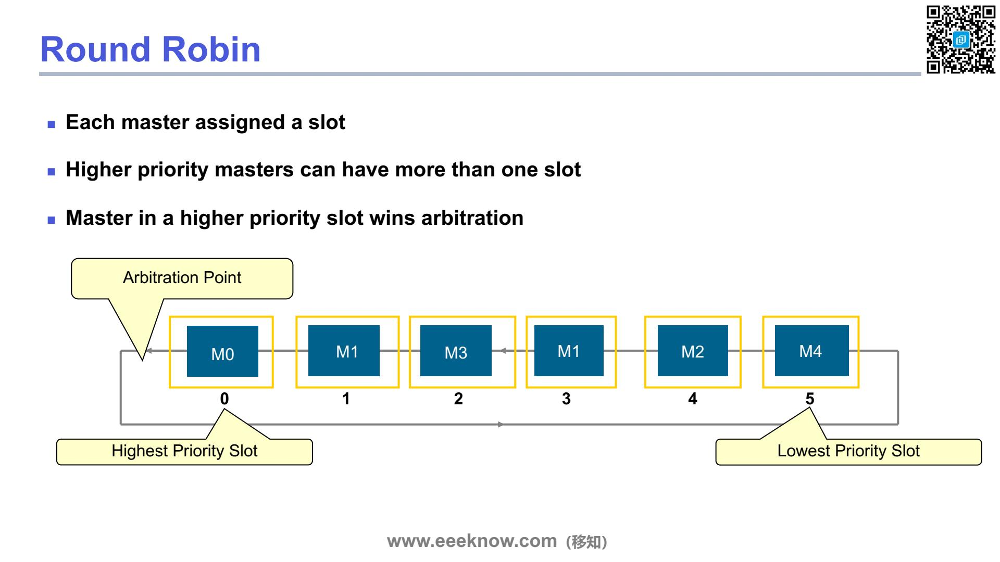 Round Robin
Each master assigned a slot
Higher priority masters can have more than one slot
Master in a higher priority slot wins arbitration
Arbitration Point
M0 M1 M3 M1 M2 M4
0 1 2 3 4 5
Highest Priority Slot
Lowest Priority Slot
www.eeeknow.com (移知)